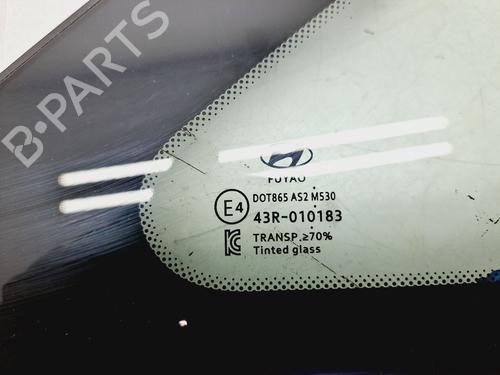 B-PARTS
FUYAO
DOT865 AS2 M530
E4
43R-010183
TRANSP.≥70%
Tinted glass